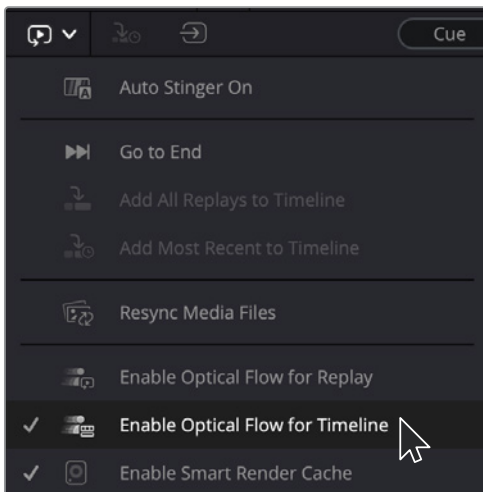 Cue
Auto Stinger On
Go to End
Add All Replays to Timeline
Add Most Recent to Timeline
Resync Media Files
Enable Optical Flow for Replay
Enable Optical Flow for Timeline
Enable Smart Render Cache